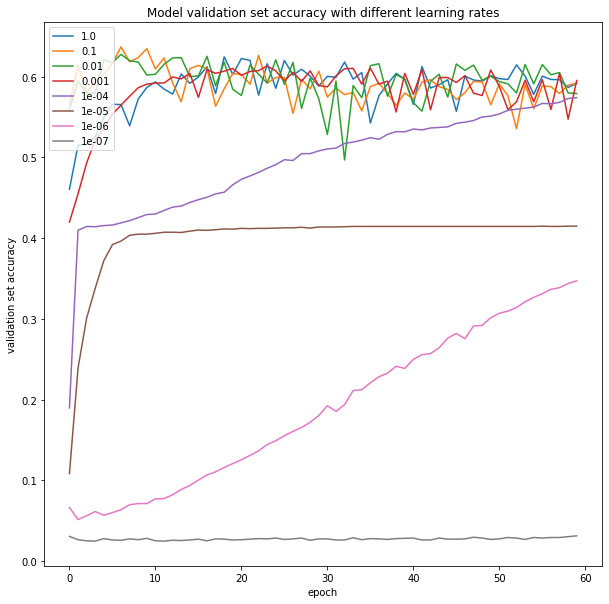 Model validation set accuracy with different learning rates
1.0
0.1
0.01
0.001
1e-04
1e-05
1e-06
1e-07
validation set accuracy
0.6
0.5
0.4
0.3
0.2
0.1
0.0
0 10 20 30 40 50 60
epoch